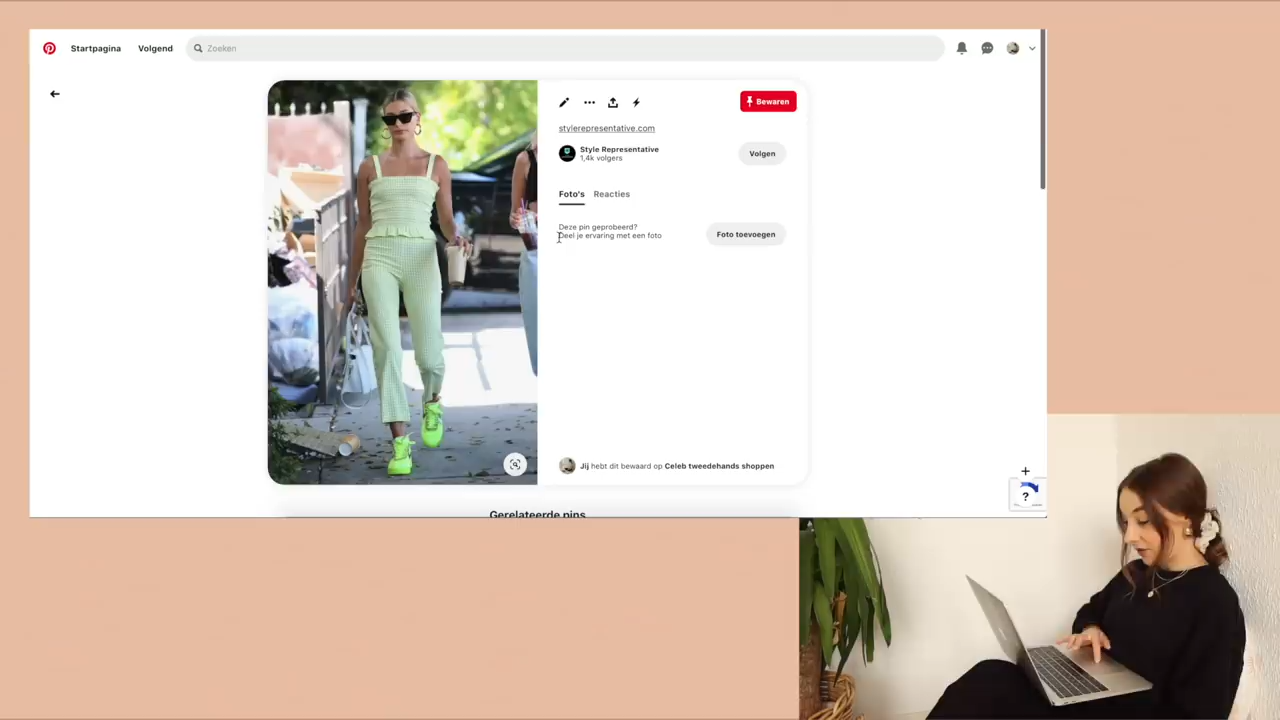 Startpagina
Volgend
Zoeken
Bewaren
stylerepresentative.com
Style Representative
1,4k volgers
Volgen
Foto's
Reacties
Deze pin geprobeerd?
Deel je ervaring met een foto
Foto toevoegen
Jij hebt dit bewaard op Celeb tweedehands shoppen
Gerelateerde pins
+
?